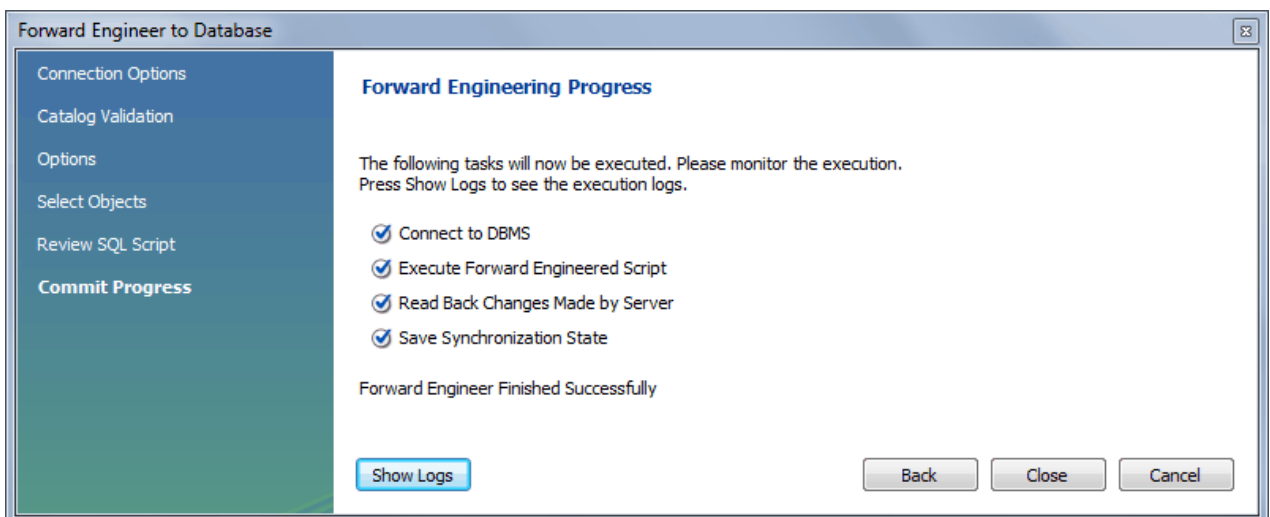 Forward Engineer to Database
Connection Options
Catalog Validation
Options
Select Objects
Review SQL Script
Commit Progress
Forward Engineering Progress
The following tasks will now be executed. Please monitor the execution.
Press Show Logs to see the execution logs.
Connect to DBMS
Execute Forward Engineered Script
Read Back Changes Made by Server
Save Synchronization State
Forward Engineer Finished Successfully
Show Logs
Back
Close
Cancel